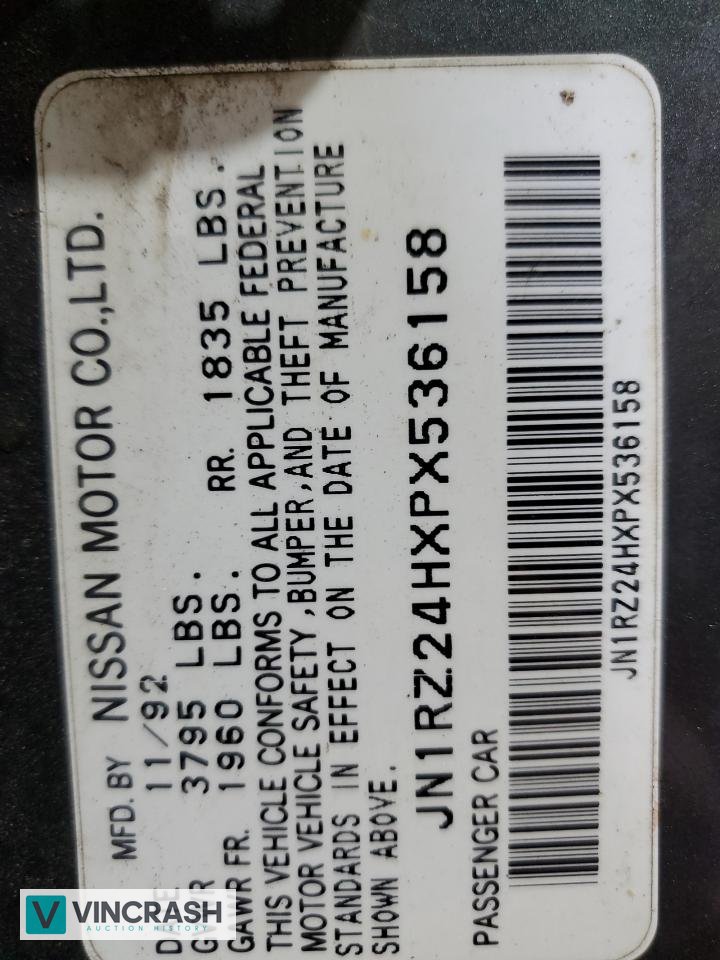 MFD. BY NISSAN MOTOR CO.,LTD.
DATE 11/92
GVWR 3795 LBS.
GAWR FR. 1960 LBS. RR. 1835 LBS.
THIS VEHICLE CONFORMS TO ALL APPLICABLE FEDERAL
MOTOR VEHICLE SAFETY ,BUMPER,AND THEFT PREVENTION
STANDARDS IN EFFECT ON THE DATE OF MANUFACTURE
SHOWN ABOVE.
JN1RZ24HXPX536158
PASSENGER CAR
JN1RZ24HXPX536158
VINCRASH
AUCTION HISTORY